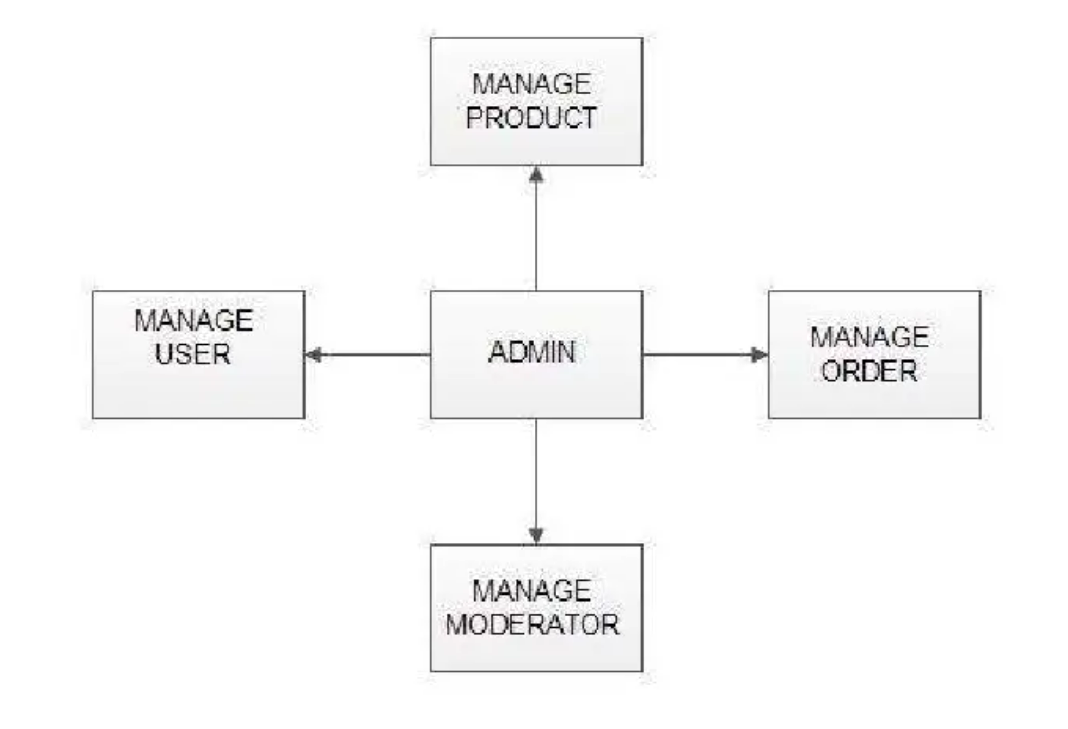 MANAGE
PRODUCT
MANAGE
USER
ADMIN
MANAGE
ORDER
MANAGE
MODERATOR